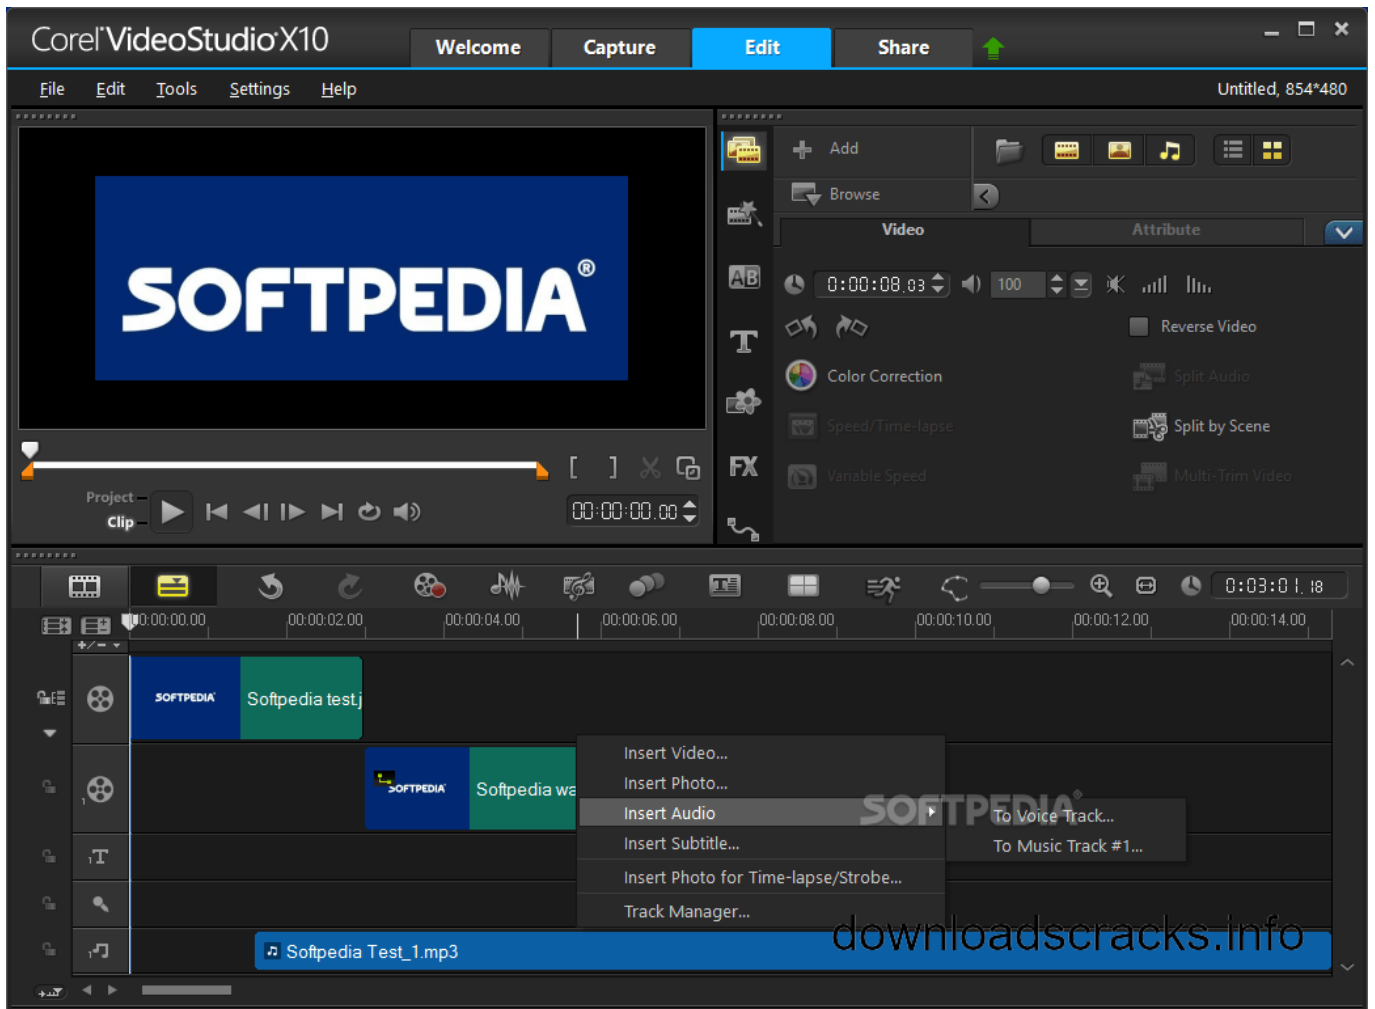 Corel VideoStudio X10
Welcome
Capture
Edit
Share
File Edit Tools Settings Help
Untitled, 854*480
SOFTPEDIA®
Add
Browse
Video
Attribute
0:00:08.03
100
AB
Reverse Video
T
Color Correction
Split Audio
Speed/Time-lapse
Split by Scene
FX
Variable Speed
Multi-Trim Video
[ ]
Project
Clip
00:00:00.00
0:03:01.18
00:00:00.00 00:00:02.00 00:00:04.00 00:00:06.00 00:00:08.00 00:00:10.00 00:00:12.00 00:00:14.00
+/-
SOFTPEDIA
Softpedia test.j
1
SOFTPEDIA
Softpedia wa
Insert Video...
Insert Photo...
Insert Audio
SOFTPEDIA®
To Voice Track...
Insert Subtitle...
To Music Track #1...
1T
Insert Photo for Time-lapse/Strobe...
Track Manager...
downloadscracks.info
1
Softpedia Test_1.mp3